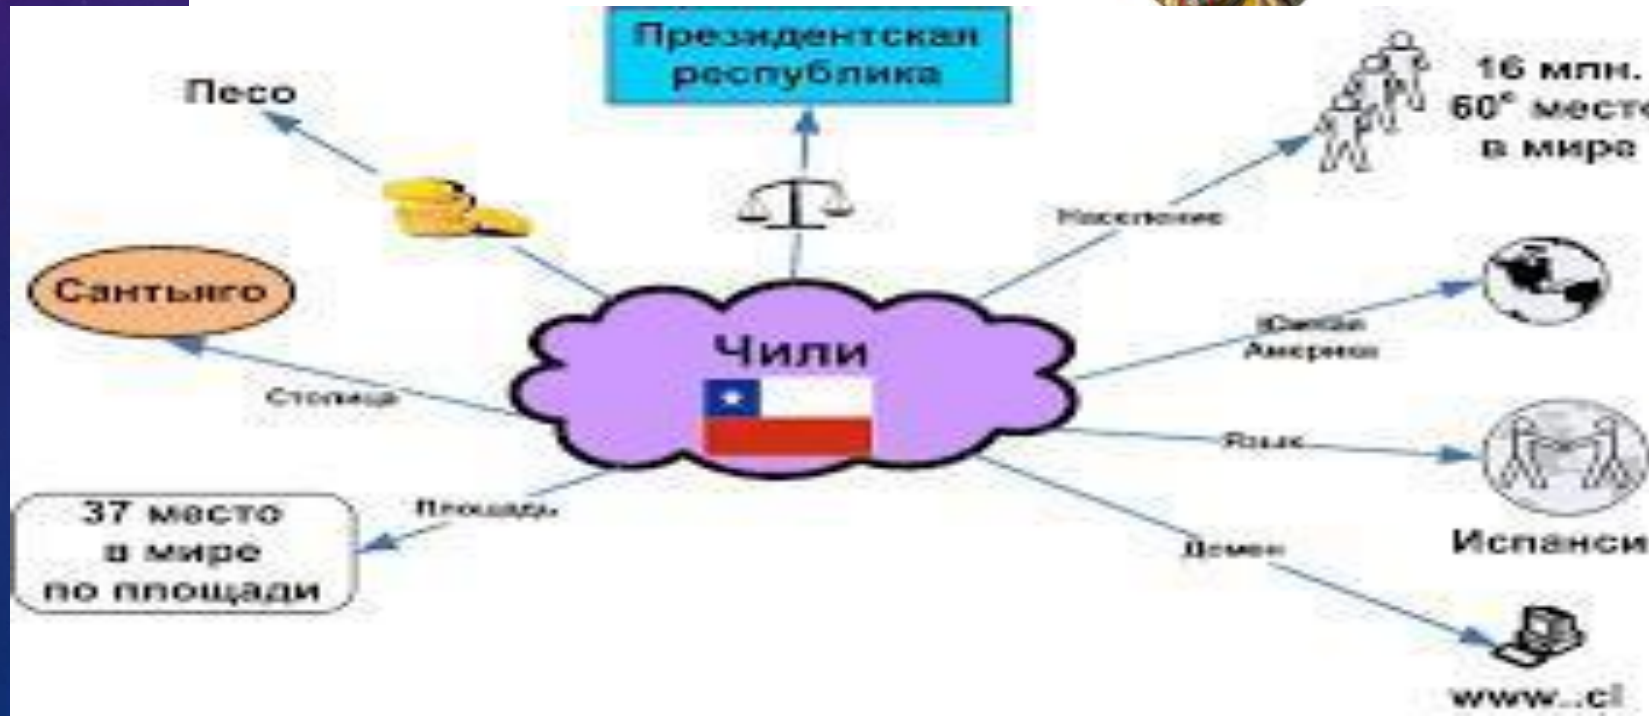 Президентская
республика
Песо
16 млн.
60° место
в мире
Население
Сантьяго
Чили
Южная
Америка
Столица
Язык
Площадь
37 место
в мире
по площади
Испанси
Домен
www..cl